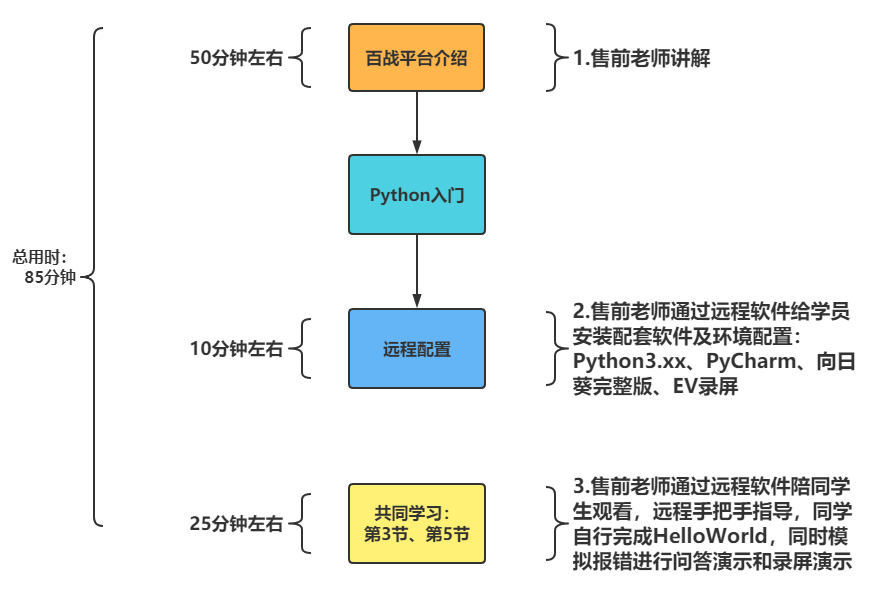 50分钟左右
百战平台介绍
1.售前老师讲解
Python入门
总用时：
85分钟
10分钟左右
远程配置
2.售前老师通过远程软件给学员
安装配套软件及环境配置：
Python3.xx、PyCharm、向日
葵完整版、EV录屏
25分钟左右
共同学习：
第3节、第5节
3.售前老师通过远程软件陪同学
生观看，远程手把手指导，同学
自行完成HelloWorld，同时模
拟报错进行问答演示和录屏演示